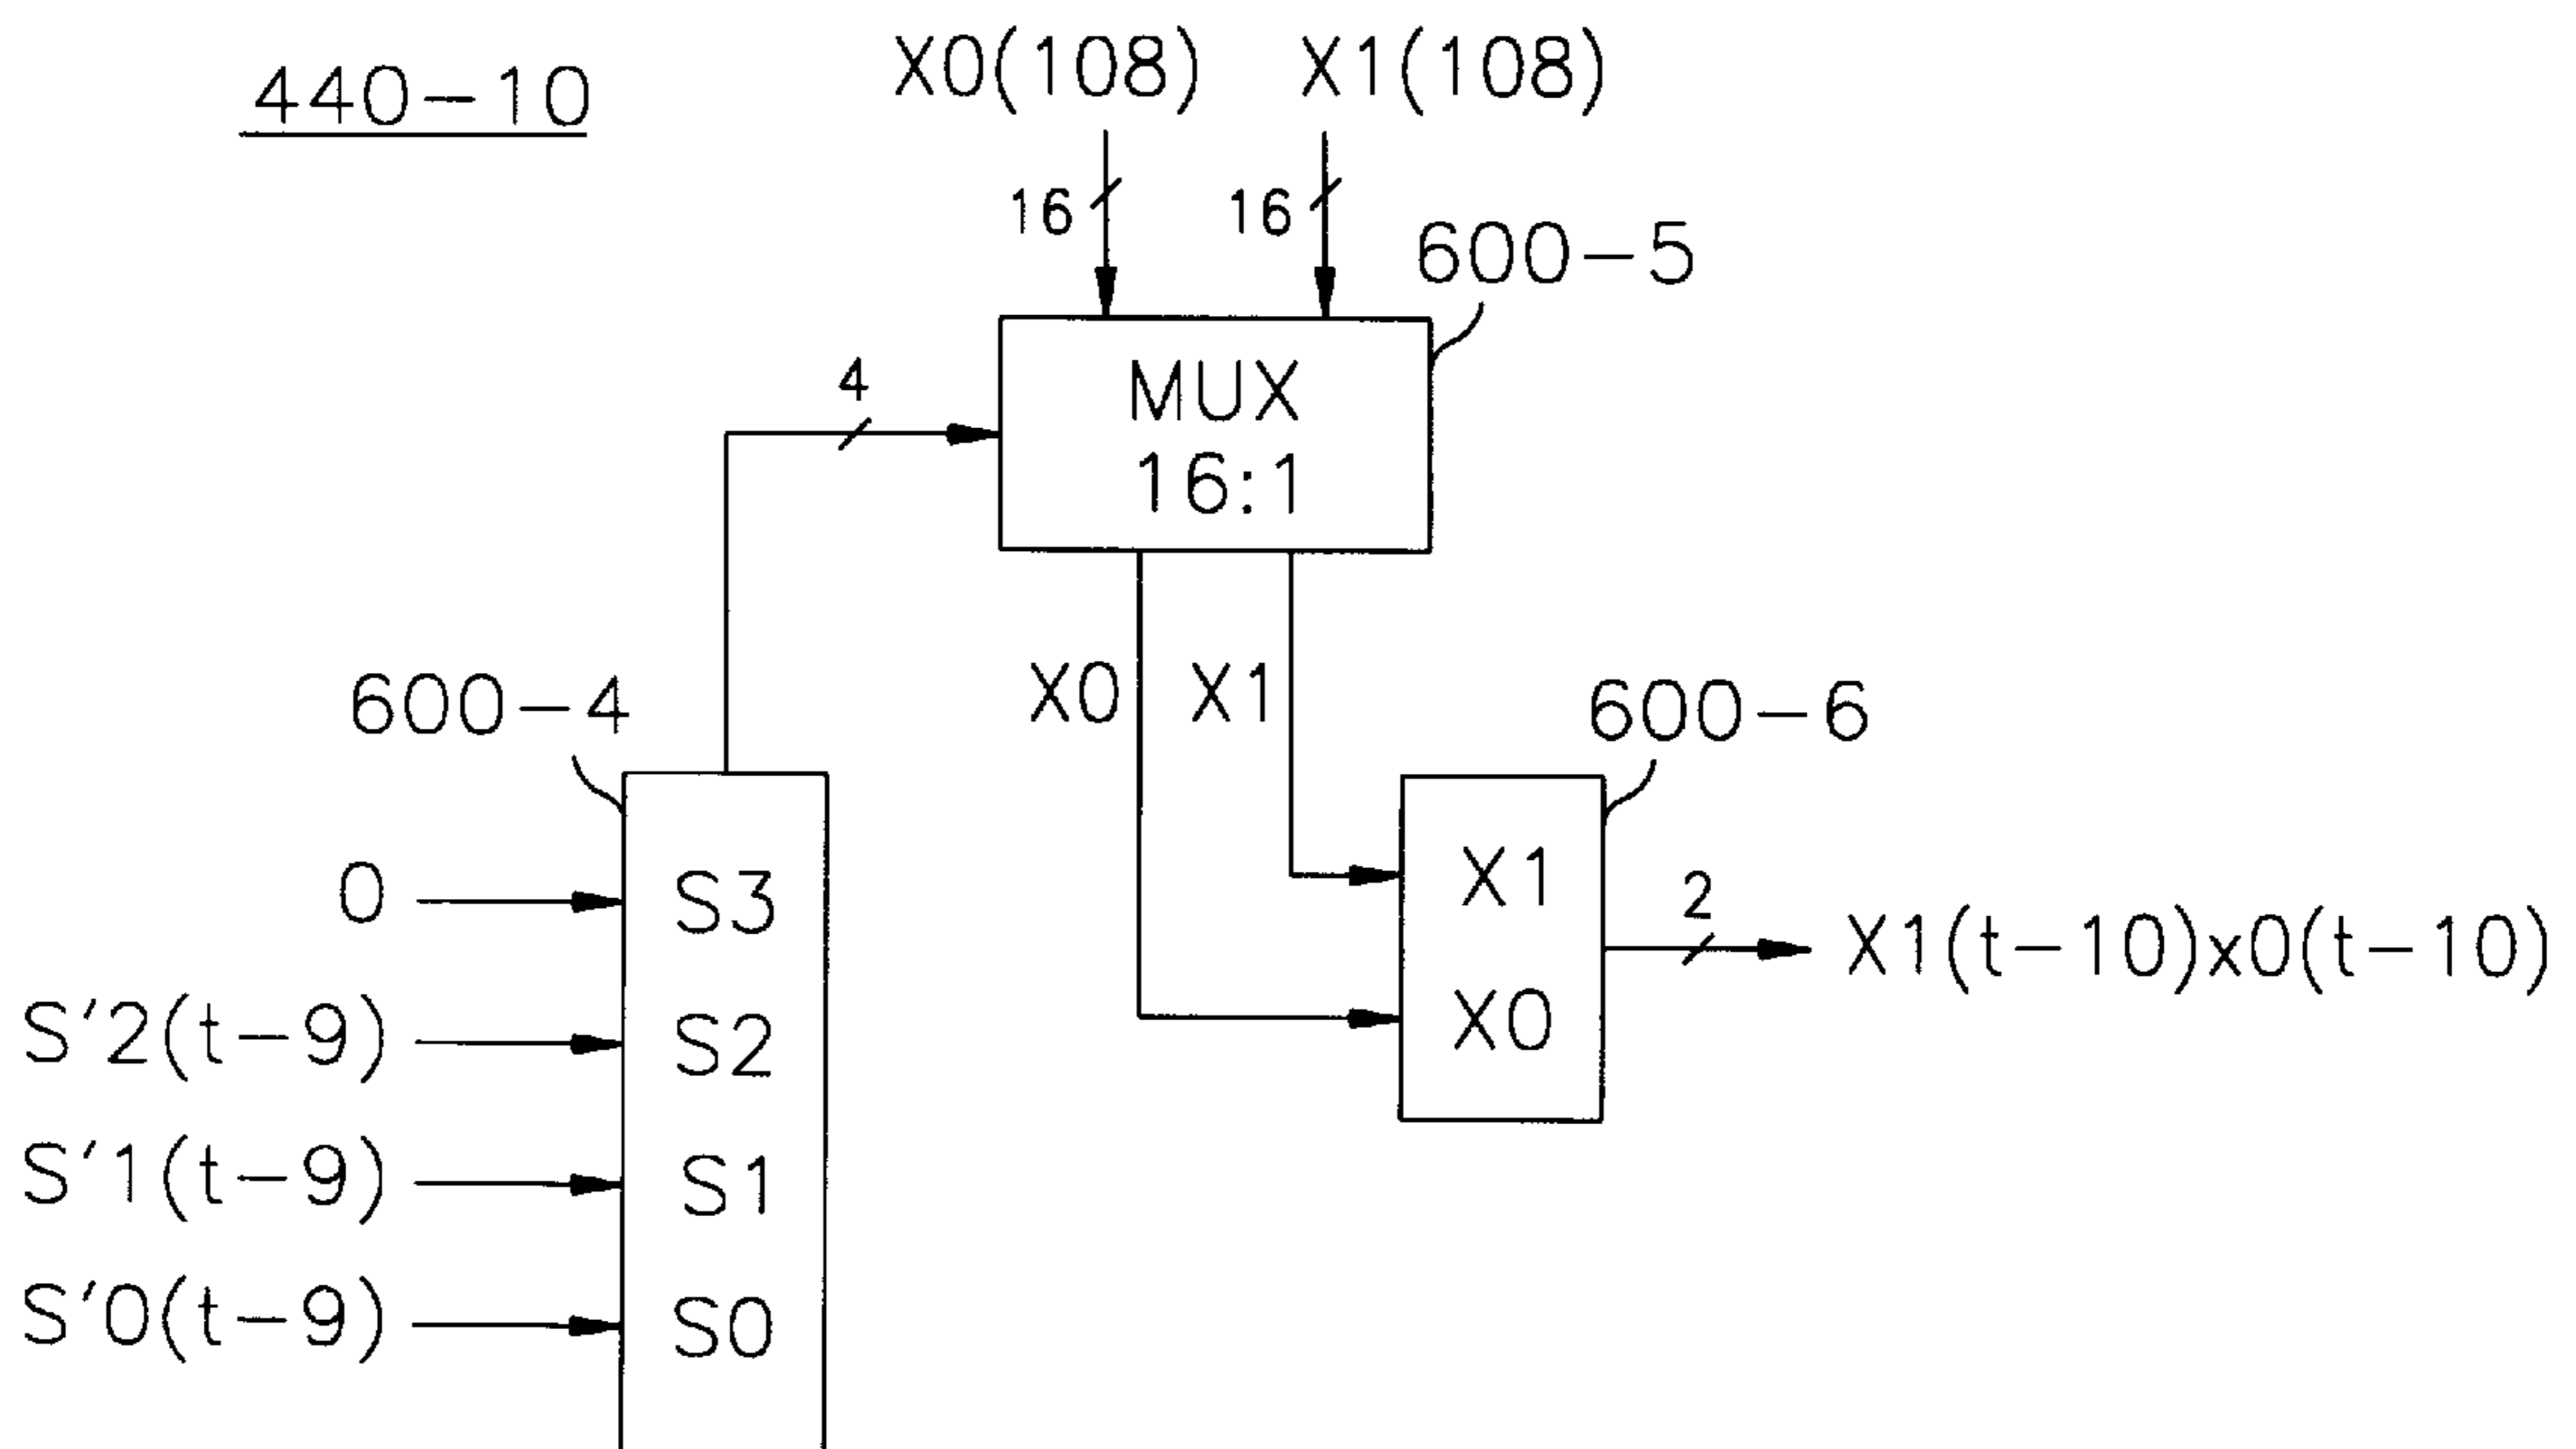 440-10
X0(108) X1(108)
16 16
600-5
MUX
16:1
4
X0 X1
600-4
600-6
0
S3
S'2(t-9)
S2
S'1(t-9)
S1
S'0(t-9)
S0
X1
X0
2
X1(t-10)x0(t-10)